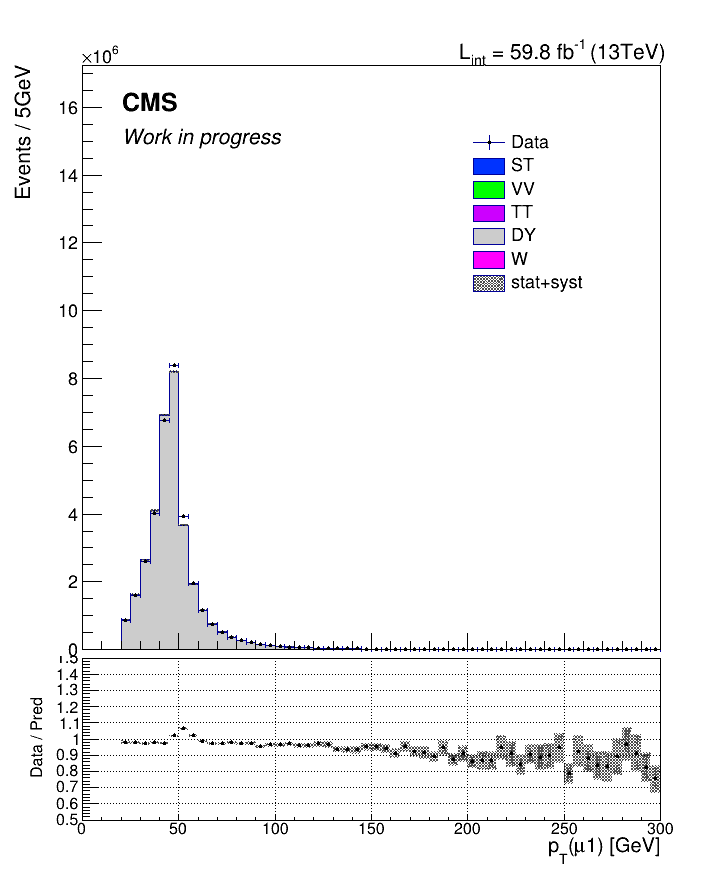 ×10⁶
L_int = 59.8 fb⁻¹ (13TeV)
Events / 5GeV
CMS
Work in progress
16
14
12
10
8
6
4
2
0
Data
ST
VV
TT
DY
W
stat+syst
Data / Pred
1.5
1.4
1.3
1.2
1.1
1
0.9
0.8
0.7
0.6
0.5
0 50 100 150 200 250 300
p_T(μ1) [GeV]